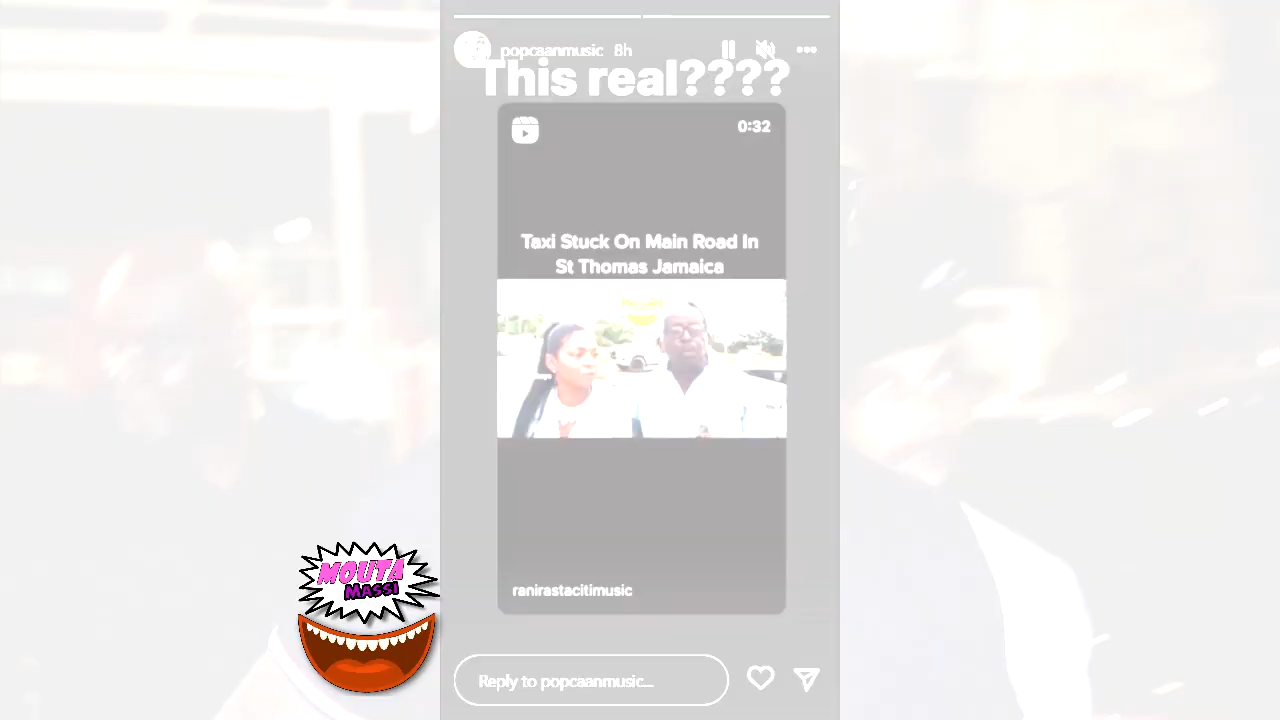 popcaanmusic 8h
This real????
0:32
Taxi Stuck On Main Road In
St Thomas Jamaica
ranirastacitimusic
MOUTA
MASSI
Reply to popcaanmusic...